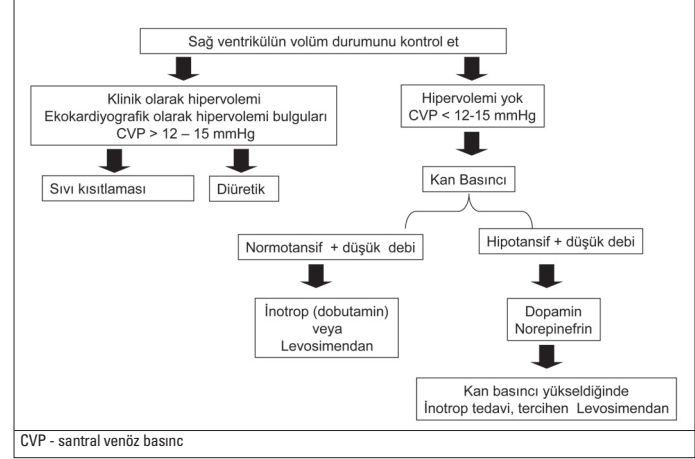 Sağ ventrikülün volüm durumunu kontrol et
Klinik olarak hipervolemi
Ekokardiyografik olarak hipervolemi bulguları
CVP > 12 – 15 mmHg
Hipervolemi yok
CVP < 12-15 mmHg
Sıvı kısıtlaması
Diüretik
Kan Basıncı
Normotansif + düşük debi
Hipotansif + düşük debi
İnotrop (dobutamin)
veya
Levosimendan
Dopamin
Norepinefrin
Kan basıncı yükseldiğinde
İnotrop tedavi, tercihen Levosimendan
CVP - santral venöz basınc